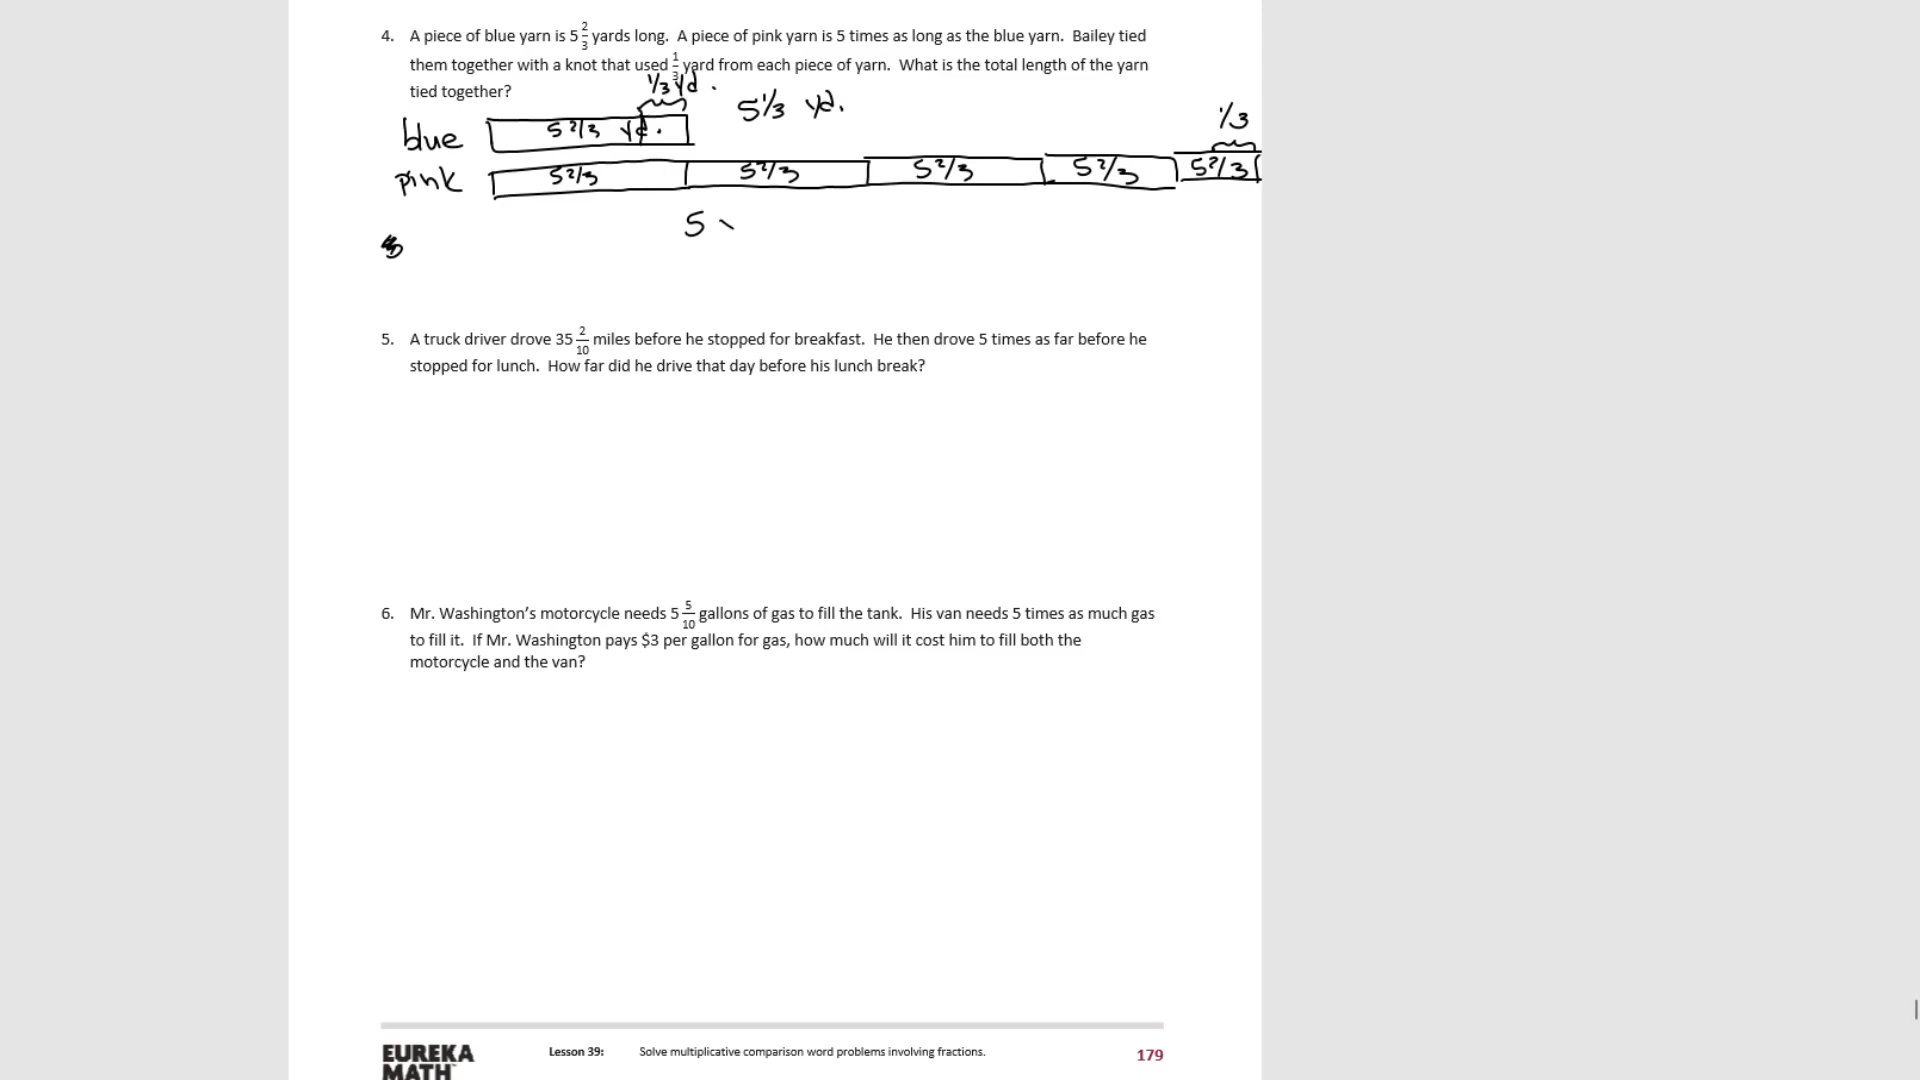 4. A piece of blue yarn is 5 2/3 yards long. A piece of pink yarn is 5 times as long as the blue yarn. Bailey tied
them together with a knot that used 1/3 yard from each piece of yarn. What is the total length of the yarn
tied together?
1/3 yd.
5 1/3 yd.
1/3
blue 5 2/3 yd.
pink 5 2/3 5 2/3 5 2/3 5 2/3 5 2/3
5
5. A truck driver drove 35 2/10 miles before he stopped for breakfast. He then drove 5 times as far before he
stopped for lunch. How far did he drive that day before his lunch break?
6. Mr. Washington’s motorcycle needs 5 5/10 gallons of gas to fill the tank. His van needs 5 times as much gas
to fill it. If Mr. Washington pays $3 per gallon for gas, how much will it cost him to fill both the
motorcycle and the van?
EUREKA
MATH™
Lesson 39: Solve multiplicative comparison word problems involving fractions.
179